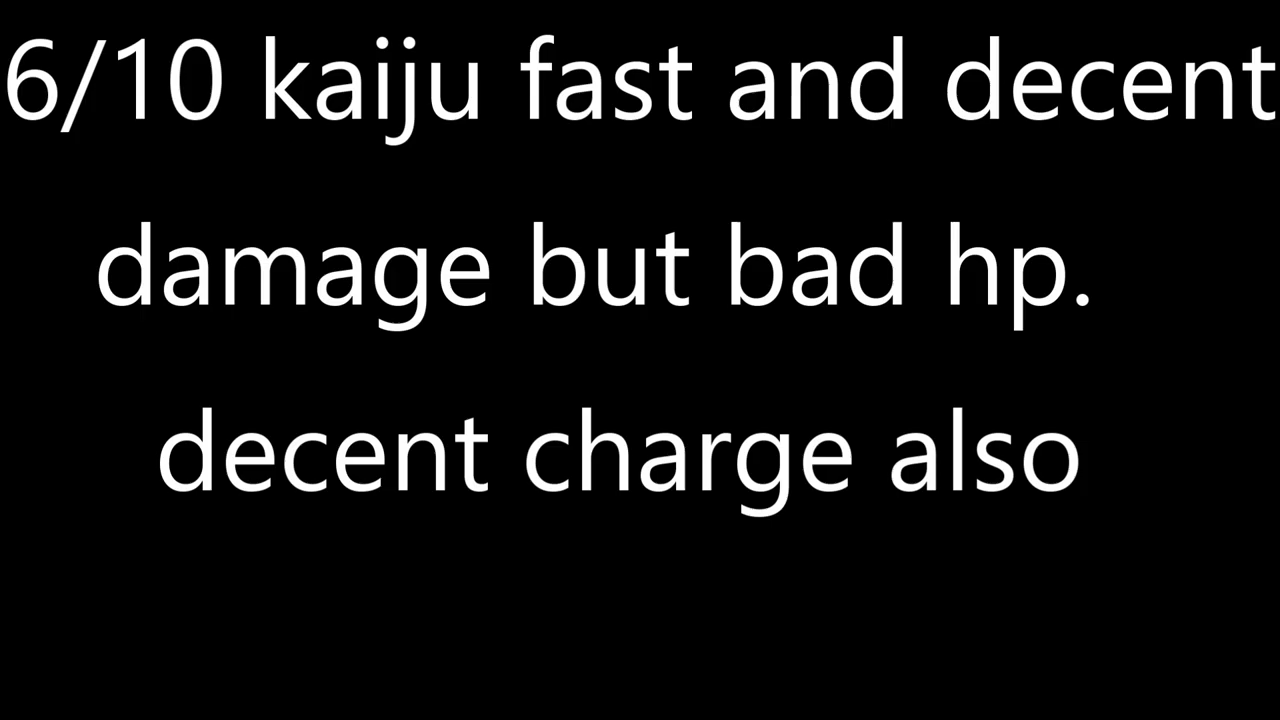 6/10 kaiju fast and decent
damage but bad hp.
decent charge also